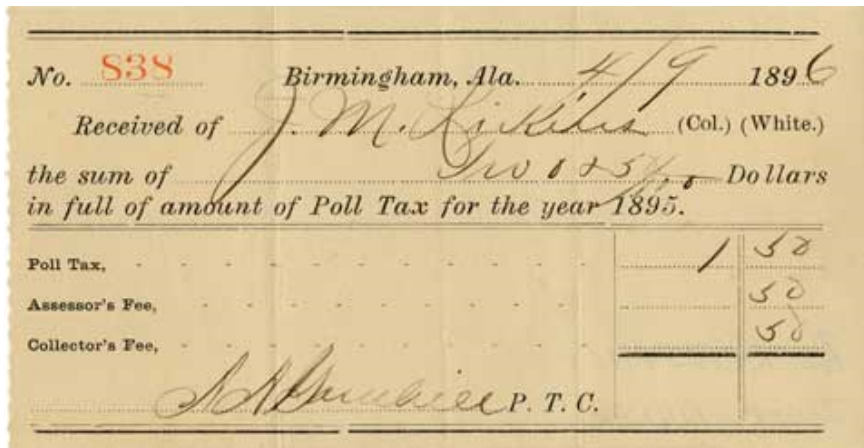 No. 838 Birmingham, Ala. 4/9 1896
Received of J. M. (Col.) (White.)
the sum of Two & 50/100 Dollars
in full of amount of Poll Tax for the year 1895.
Poll Tax, 1 50
Assessor's Fee, 50
Collector's Fee, 50
P. T. C.